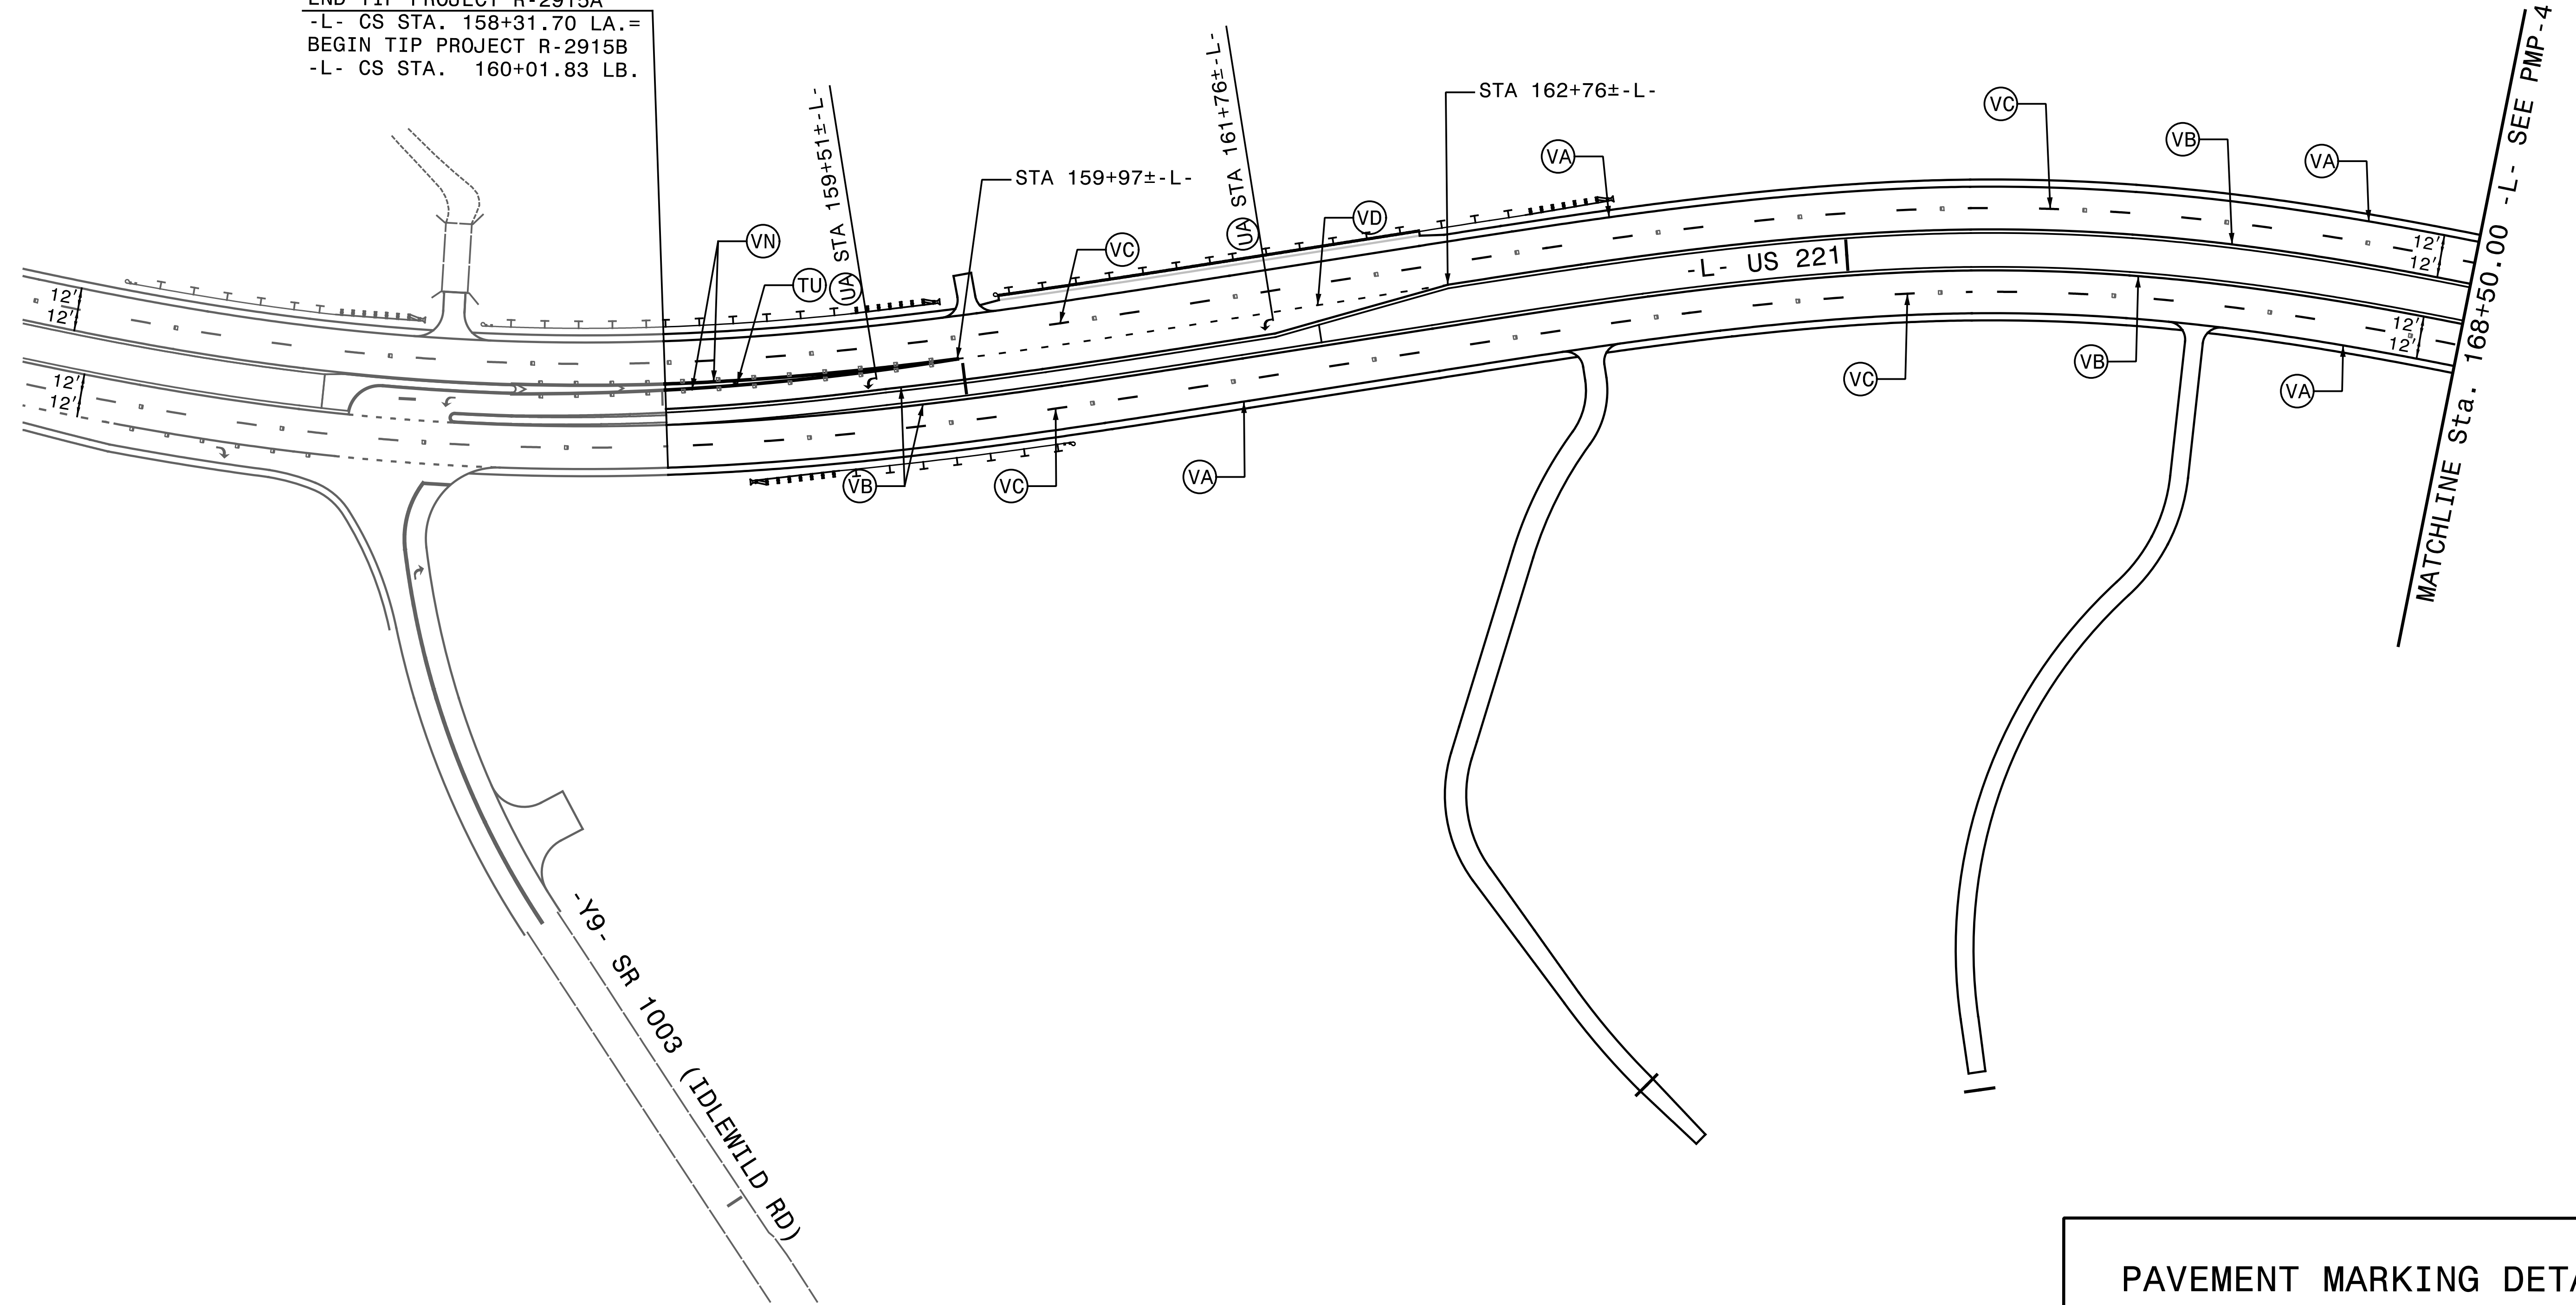 END TIP PROJECT R-2915A
-L- CS STA. 158+31.70 LA.=
BEGIN TIP PROJECT R-2915B
-L- CS STA. 160+01.83 LB.
UA STA 159+51±-L-
STA 159+97±-L-
UA STA 161+76±-L-
STA 162+76±-L-
VN
TU
VC
VD
VA
VC
VB
VA
12'
12'
12'
12'
12'
12'
12'
12'
-L- US 221
VB
VC
VA
VC
VB
VA
MATCHLINE Sta. 168+50.00 -L- SEE PMP-4
-Y9- SR 1003 (IDLEWILD RD)
PAVEMENT MARKING